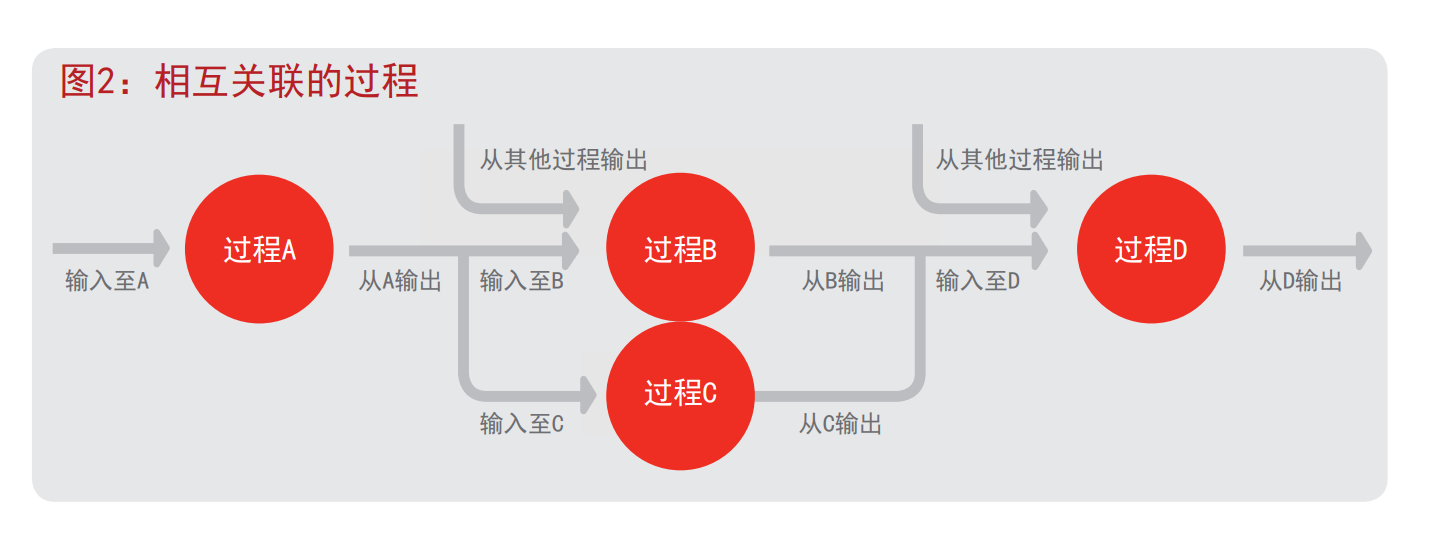 图2：相互关联的过程
从其他过程输出
从其他过程输出
过程A
过程B
过程D
输入至A
从A输出
输入至B
从B输出
输入至D
从D输出
过程C
输入至C
从C输出